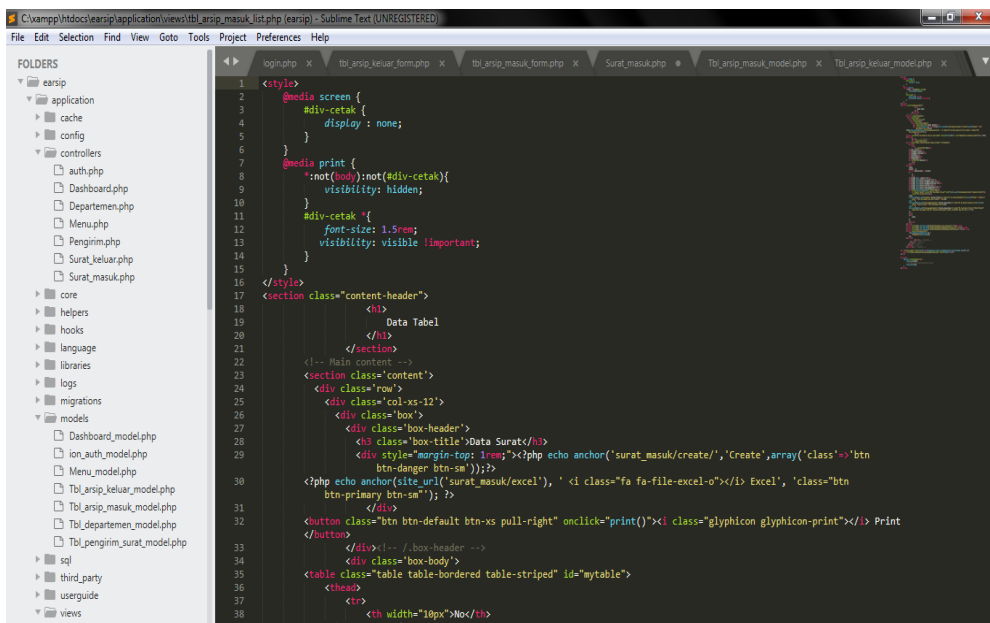 C:\xampp\htdocs\earsip\application\views\tbl_arsip_masuk_list.php (earsip) - Sublime Text (UNREGISTERED)
File Edit Selection Find View Goto Tools Project Preferences Help
FOLDERS
earsip
application
cache
config
controllers
auth.php
Dashboard.php
Departemen.php
Menu.php
Pengirim.php
Surat_keluar.php
Surat_masuk.php
core
helpers
hooks
language
libraries
logs
migrations
models
Dashboard_model.php
ion_auth_model.php
Menu_model.php
Tbl_arsip_keluar_model.php
Tbl_arsip_masuk_model.php
Tbl_departemen_model.php
Tbl_pengirim_surat_model.php
sql
third_party
userguide
views
login.php x tbl_arsip_keluar_form.php x tbl_arsip_masuk_form.php x Surat_masuk.php Tbl_arsip_masuk_model.php x Tbl_arsip_keluar_model.php x
1 <style>
2 @media screen {
3 #div-cetak {
4 display : none;
5 }
6 }
7 @media print {
8 *:not(body):not(#div-cetak){
9 visibility: hidden;
10 }
11 #div-cetak *{
12 font-size: 1.5rem;
13 visibility: visible !important;
14 }
15 }
16 </style>
17 <section class="content-header">
18 <h1>
19 Data Tabel
20 </h1>
21 </section>
22 <!-- Main content -->
23 <section class='content'>
24 <div class='row'>
25 <div class='col-xs-12'>
26 <div class='box'>
27 <div class='box-header'>
28 <h3 class='box-title'>Data Surat</h3>
29 <div style="margin-top: 1rem;"><?php echo anchor('surat_masuk/create/','Create',array('class'=>'btn
btn-danger btn-sm'));?>
30 <?php echo anchor(site_url('surat_masuk/excel'), ' <i class="fa fa-file-excel-o"></i> Excel', 'class="btn
btn-primary btn-sm"'); ?>
31 </div>
32 <button class="btn btn-default btn-xs pull-right" onclick="print()"><i class="glyphicon glyphicon-print"></i> Print
</button>
33 </div><!-- /.box-header -->
34 <div class='box-body'>
35 <table class="table table-bordered table-striped" id="mytable">
36 <thead>
37 <tr>
38 <th width="10px">No</th>